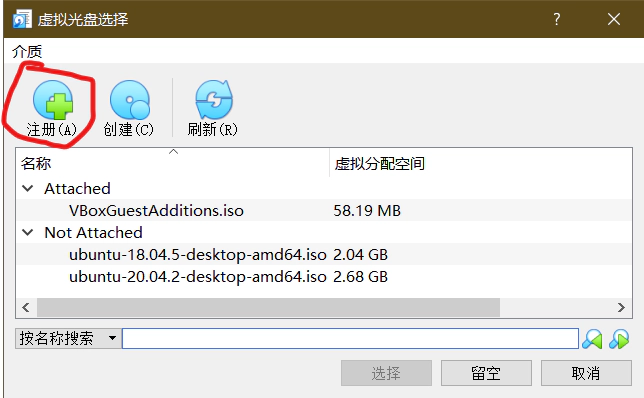 虚拟光盘选择
介质
注册(A) 创建(C) 刷新(R)
名称 虚拟分配空间
Attached
VBoxGuestAdditions.iso 58.19 MB
Not Attached
ubuntu-18.04.5-desktop-amd64.iso 2.04 GB
ubuntu-20.04.2-desktop-amd64.iso 2.68 GB
按名称搜索
选择 留空 取消